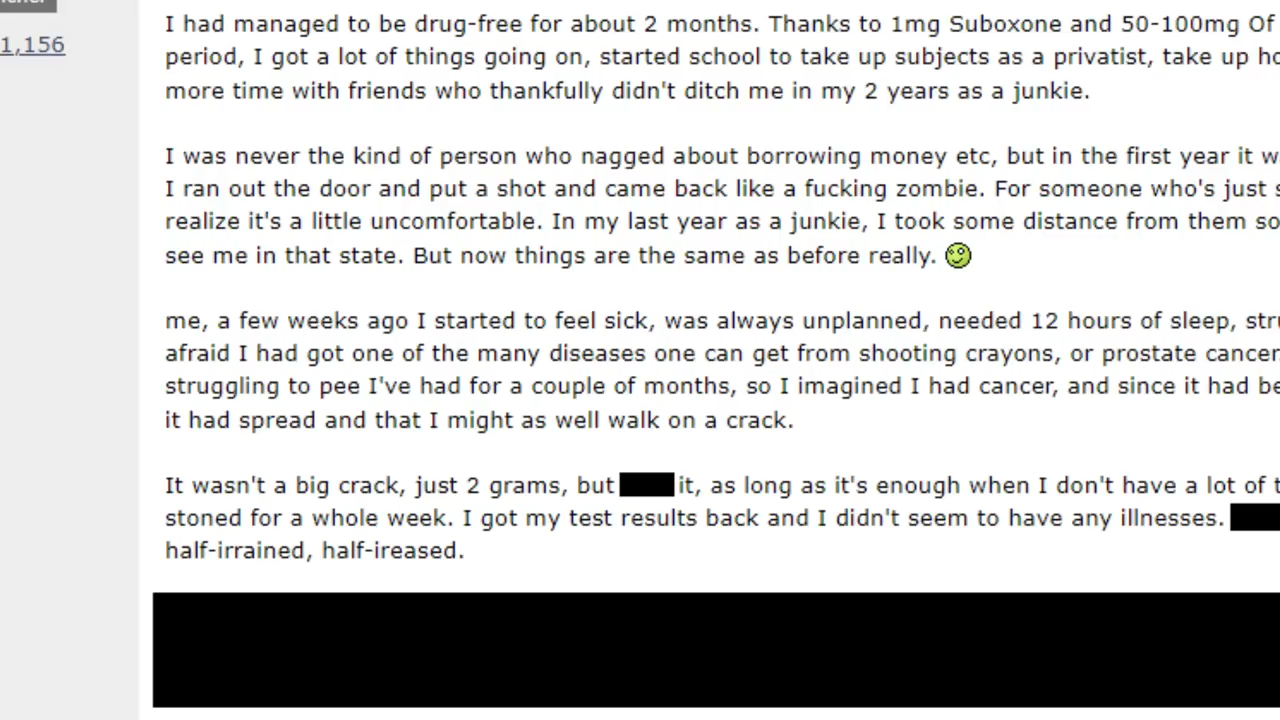 1,156
I had managed to be drug-free for about 2 months. Thanks to 1mg Suboxone and 50-100mg Of
period, I got a lot of things going on, started school to take up subjects as a privatist, take up
more time with friends who thankfully didn't ditch me in my 2 years as a junkie.
I was never the kind of person who nagged about borrowing money etc, but in the first year it
I ran out the door and put a shot and came back like a fucking zombie. For someone who's just
realize it's a little uncomfortable. In my last year as a junkie, I took some distance from them so
see me in that state. But now things are the same as before really.
me, a few weeks ago I started to feel sick, was always unplanned, needed 12 hours of sleep,
afraid I had got one of the many diseases one can get from shooting crayons, or prostate cancer.
struggling to pee I've had for a couple of months, so I imagined I had cancer, and since it had
it had spread and that I might as well walk on a crack.
It wasn't a big crack, just 2 grams, but it, as long as it's enough when I don't have a lot of
stoned for a whole week. I got my test results back and I didn't seem to have any illnesses.
half-irrained, half-ireased.